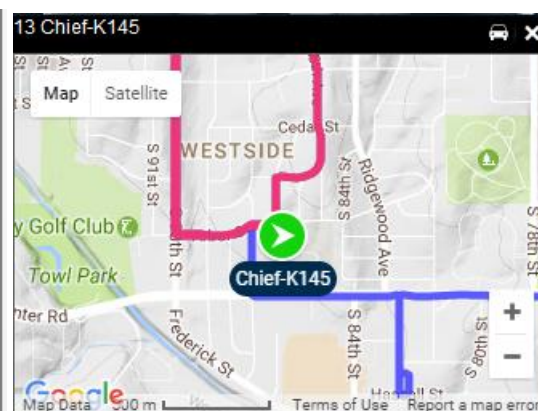 13 Chief-K145
Map Satellite
Cedar St
WESTSIDE
S 91st St
S 84th St
Ridgewood Ave
S 78th St
y Golf Club
Towl Park
Chief-K145
nter Rd
Frederick St
S 84th St
S 80th St
+
−
Google
Map Data 500 m Terms of Use Report a map error